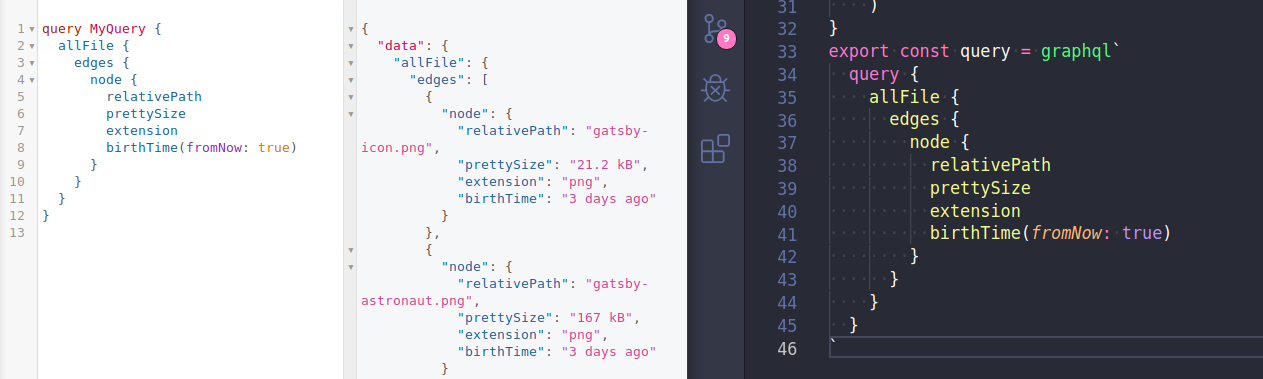 1 query MyQuery {
2 allFile {
3 edges {
4 node {
5 relativePath
6 prettySize
7 extension
8 birthTime(fromNow: true)
9 }
10 }
11 }
12 }
13
{
"data": {
"allFile": {
"edges": [
{
"node": {
"relativePath": "gatsby-
icon.png",
"prettySize": "21.2 kB",
"extension": "png",
"birthTime": "3 days ago"
}
},
{
"node": {
"relativePath": "gatsby-
astronaut.png",
"prettySize": "167 kB",
"extension": "png",
"birthTime": "3 days ago"
}
9
31 )
32 }
33 export const query = graphql`
34 query {
35 allFile {
36 edges {
37 node {
38 relativePath
39 prettySize
40 extension
41 birthTime(fromNow: true)
42 }
43 }
44 }
45 }
46 `